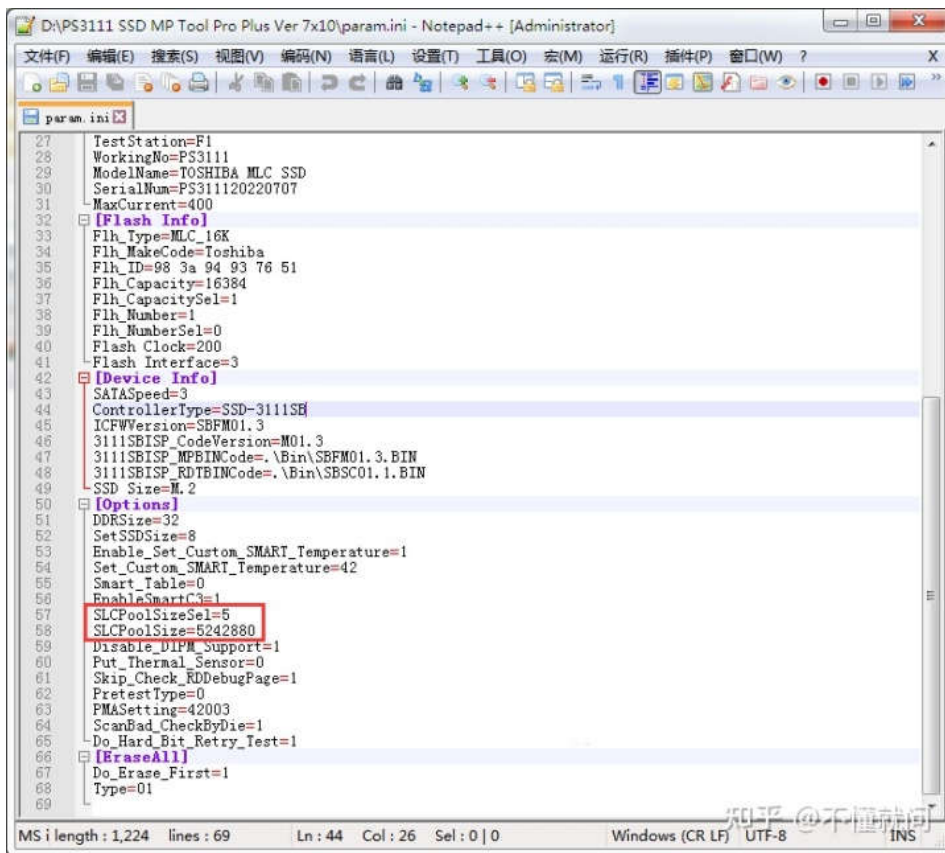 D:\PS3111 SSD MP Tool Pro Plus Ver 7x10\param.ini - Notepad++ [Administrator]
文件(F) 编辑(E) 搜索(S) 视图(V) 编码(N) 语言(L) 设置(T) 工具(O) 宏(M) 运行(R) 插件(P) 窗口(W) ? X
param.ini
27 TestStation=F1
28 WorkingNo=PS3111
29 ModelName=TOSHIBA MLC SSD
30 SerialNum=PS311120220707
31 MaxCurrent=400
32 [Flash Info]
33 Flh_Type=MLC_16K
34 Flh_MakeCode=Toshiba
35 Flh_ID=98 3a 94 93 76 51
36 Flh_Capacity=16384
37 Flh_CapacitySel=1
38 Flh_Number=1
39 Flh_NumberSel=0
40 Flash Clock=200
41 Flash Interface=3
42 [Device Info]
43 SATASpeed=3
44 ControllerType=SSD-3111SB
45 ICFWVersion=SBFM01.3
46 3111SBISP_CodeVersion=M01.3
47 3111SBISP_MPBINCode=.\Bin\SBFM01.3.BIN
48 3111SBISP_RDTBINCode=.\Bin\SBSC01.1.BIN
49 SSD Size=M.2
50 [Options]
51 DDRSize=32
52 SetSSDSize=8
53 Enable_Set_Custom_SMART_Temperature=1
54 Set_Custom_SMART_Temperature=42
55 Smart_Table=0
56 EnableSmartC3=1
57 SLCPoolSizeSel=5
58 SLCPoolSize=5242880
59 Disable_DIPM_Support=1
60 Put_Thermal_Sensor=0
61 Skip_Check_RDDebugPage=1
62 PretestType=0
63 PMASetting=42003
64 ScanBad_CheckByDie=1
65 Do_Hard_Bit_Retry_Test=1
66 [EraseAll]
67 Do_Erase_First=1
68 Type=01
69
知乎 @不懂就问
MS i length : 1,224 lines : 69 Ln : 44 Col : 26 Sel : 0 | 0 Windows (CR LF) UTF-8 INS